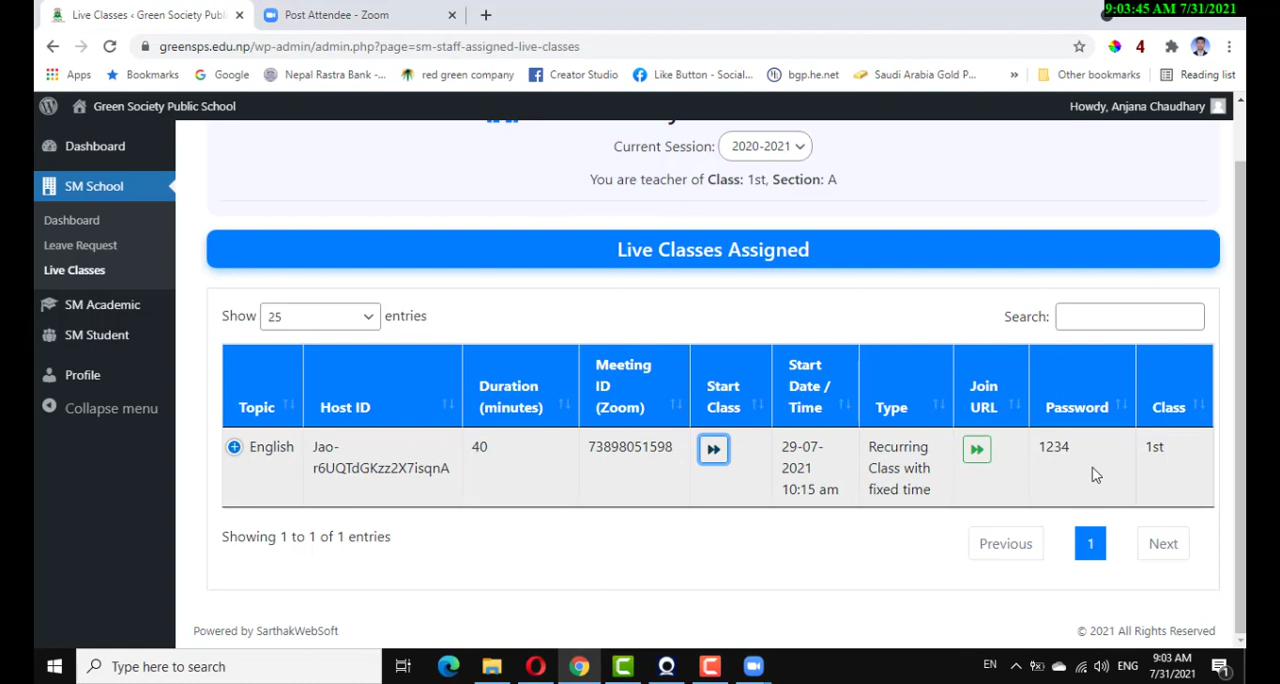 9:03:45 AM 7/31/2021
Live Classes ‹ Green Society Publ
Post Attendee - Zoom
greensps.edu.np/wp-admin/admin.php?page=sm-staff-assigned-live-classes
4
Apps
Bookmarks
Google
Nepal Rastra Bank -...
red green company
Creator Studio
Like Button - Social...
bgp.he.net
Saudi Arabia Gold P...
»
Other bookmarks
Reading list
Green Society Public School
Howdy, Anjana Chaudhary
Dashboard
SM School
Dashboard
Leave Request
Live Classes
SM Academic
SM Student
Profile
Collapse menu
Current Session: 2020-2021
You are teacher of Class: 1st, Section: A
Live Classes Assigned
Show 25 entries
Search:
Topic
Host ID
Duration
(minutes)
Meeting
ID
(Zoom)
Start
Class
Start
Date /
Time
Type
Join
URL
Password
Class
English
Jao-
r6UQTdGKzz2X7isqnA
40
73898051598
29-07-
2021
10:15 am
Recurring
Class with
fixed time
1234
1st
Showing 1 to 1 of 1 entries
Previous
1
Next
Powered by SarthakWebSoft
© 2021 All Rights Reserved
Type here to search
EN
ENG
9:03 AM
7/31/2021
1